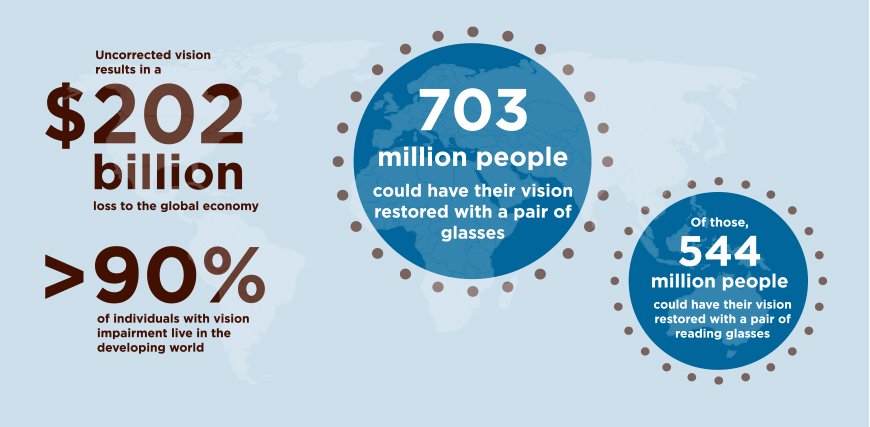 Uncorrected vision
results in a
$202
billion
loss to the global economy
>90%
of individuals with vision
impairment live in the
developing world
703
million people
could have their vision
restored with a pair of
glasses
Of those,
544
million people
could have their vision
restored with a pair of
reading glasses